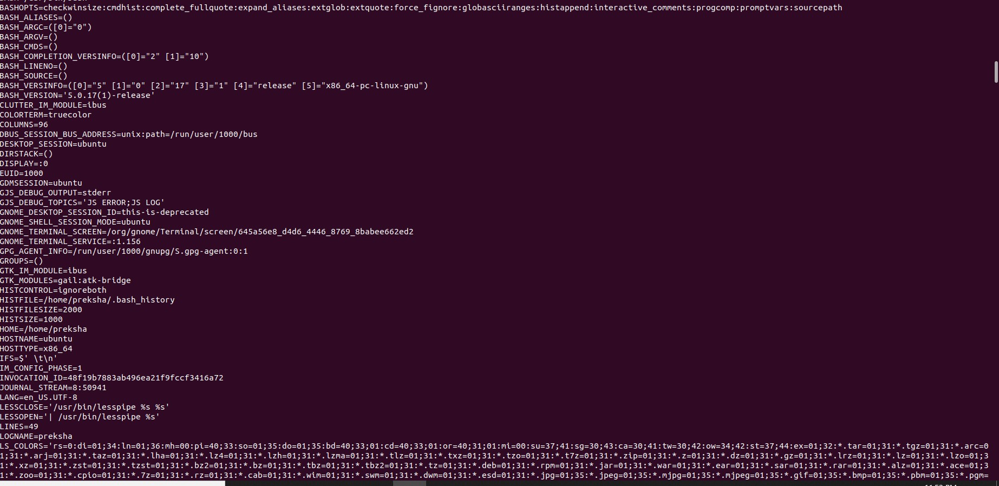 BASHOPTS=checkwinsize:cmdhist:complete_fullquote:expand_aliases:extglob:extquote:force_fignore:globasciiranges:histappend:interactive_comments:progcomp:promptvars:sourcepath
BASH_ALIASES=()
BASH_ARGC=([0]="0")
BASH_ARGV=()
BASH_CMDS=()
BASH_COMPLETION_VERSINFO=([0]="2" [1]="10")
BASH_LINENO=()
BASH_SOURCE=()
BASH_VERSINFO=([0]="5" [1]="0" [2]="17" [3]="1" [4]="release" [5]="x86_64-pc-linux-gnu")
BASH_VERSION='5.0.17(1)-release'
CLUTTER_IM_MODULE=ibus
COLORTERM=truecolor
COLUMNS=96
DBUS_SESSION_BUS_ADDRESS=unix:path=/run/user/1000/bus
DESKTOP_SESSION=ubuntu
DIRSTACK=()
DISPLAY=:0
EUID=1000
GDMSESSION=ubuntu
GJS_DEBUG_OUTPUT=stderr
GJS_DEBUG_TOPICS='JS ERROR;JS LOG'
GNOME_DESKTOP_SESSION_ID=this-is-deprecated
GNOME_SHELL_SESSION_MODE=ubuntu
GNOME_TERMINAL_SCREEN=/org/gnome/Terminal/screen/645a56e8_d4d6_4446_8769_8babee662ed2
GNOME_TERMINAL_SERVICE=:1.156
GPG_AGENT_INFO=/run/user/1000/gnupg/S.gpg-agent:0:1
GROUPS=()
GTK_IM_MODULE=ibus
GTK_MODULES=gail:atk-bridge
HISTCONTROL=ignoreboth
HISTFILE=/home/preksha/.bash_history
HISTFILESIZE=2000
HISTSIZE=1000
HOME=/home/preksha
HOSTNAME=ubuntu
HOSTTYPE=x86_64
IFS=$' \t\n'
IM_CONFIG_PHASE=1
INVOCATION_ID=48f19b7883ab496ea21f9fccf3416a72
JOURNAL_STREAM=8:50941
LANG=en_US.UTF-8
LESSCLOSE='/usr/bin/lesspipe %s %s'
LESSOPEN='| /usr/bin/lesspipe %s'
LINES=49
LOGNAME=preksha
LS_COLORS='rs=0:di=01;34:ln=01;36:mh=00:pi=40;33:so=01;35:do=01;35:bd=40;33;01:cd=40;33;01:or=40;31;01:mi=00:su=37;41:sg=30;43:ca=30;41:tw=30;42:ow=34;42:st=37;44:ex=01;32:*.tar=01;31:*.tgz=01;31:*.arc=0
1;31:*.arj=01;31:*.taz=01;31:*.lha=01;31:*.lz4=01;31:*.lzh=01;31:*.lzma=01;31:*.tlz=01;31:*.txz=01;31:*.tzo=01;31:*.t7z=01;31:*.zip=01;31:*.z=01;31:*.dz=01;31:*.gz=01;31:*.lrz=01;31:*.lz=01;31:*.lzo=01;3
1:*.xz=01;31:*.zst=01;31:*.tzst=01;31:*.bz2=01;31:*.bz=01;31:*.tbz=01;31:*.tbz2=01;31:*.tz=01;31:*.deb=01;31:*.rpm=01;31:*.jar=01;31:*.war=01;31:*.ear=01;31:*.sar=01;31:*.rar=01;31:*.alz=01;31:*.ace=01;31
1:*.zoo=01;31:*.cpio=01;31:*.7z=01;31:*.rz=01;31:*.cab=01;31:*.wim=01;31:*.swm=01;31:*.dwm=01;31:*.esd=01;31:*.jpg=01;35:*.jpeg=01;35:*.mjpg=01;35:*.mjpeg=01;35:*.gif=01;35:*.bmp=01;35:*.pbm=01;35:*.pgm=